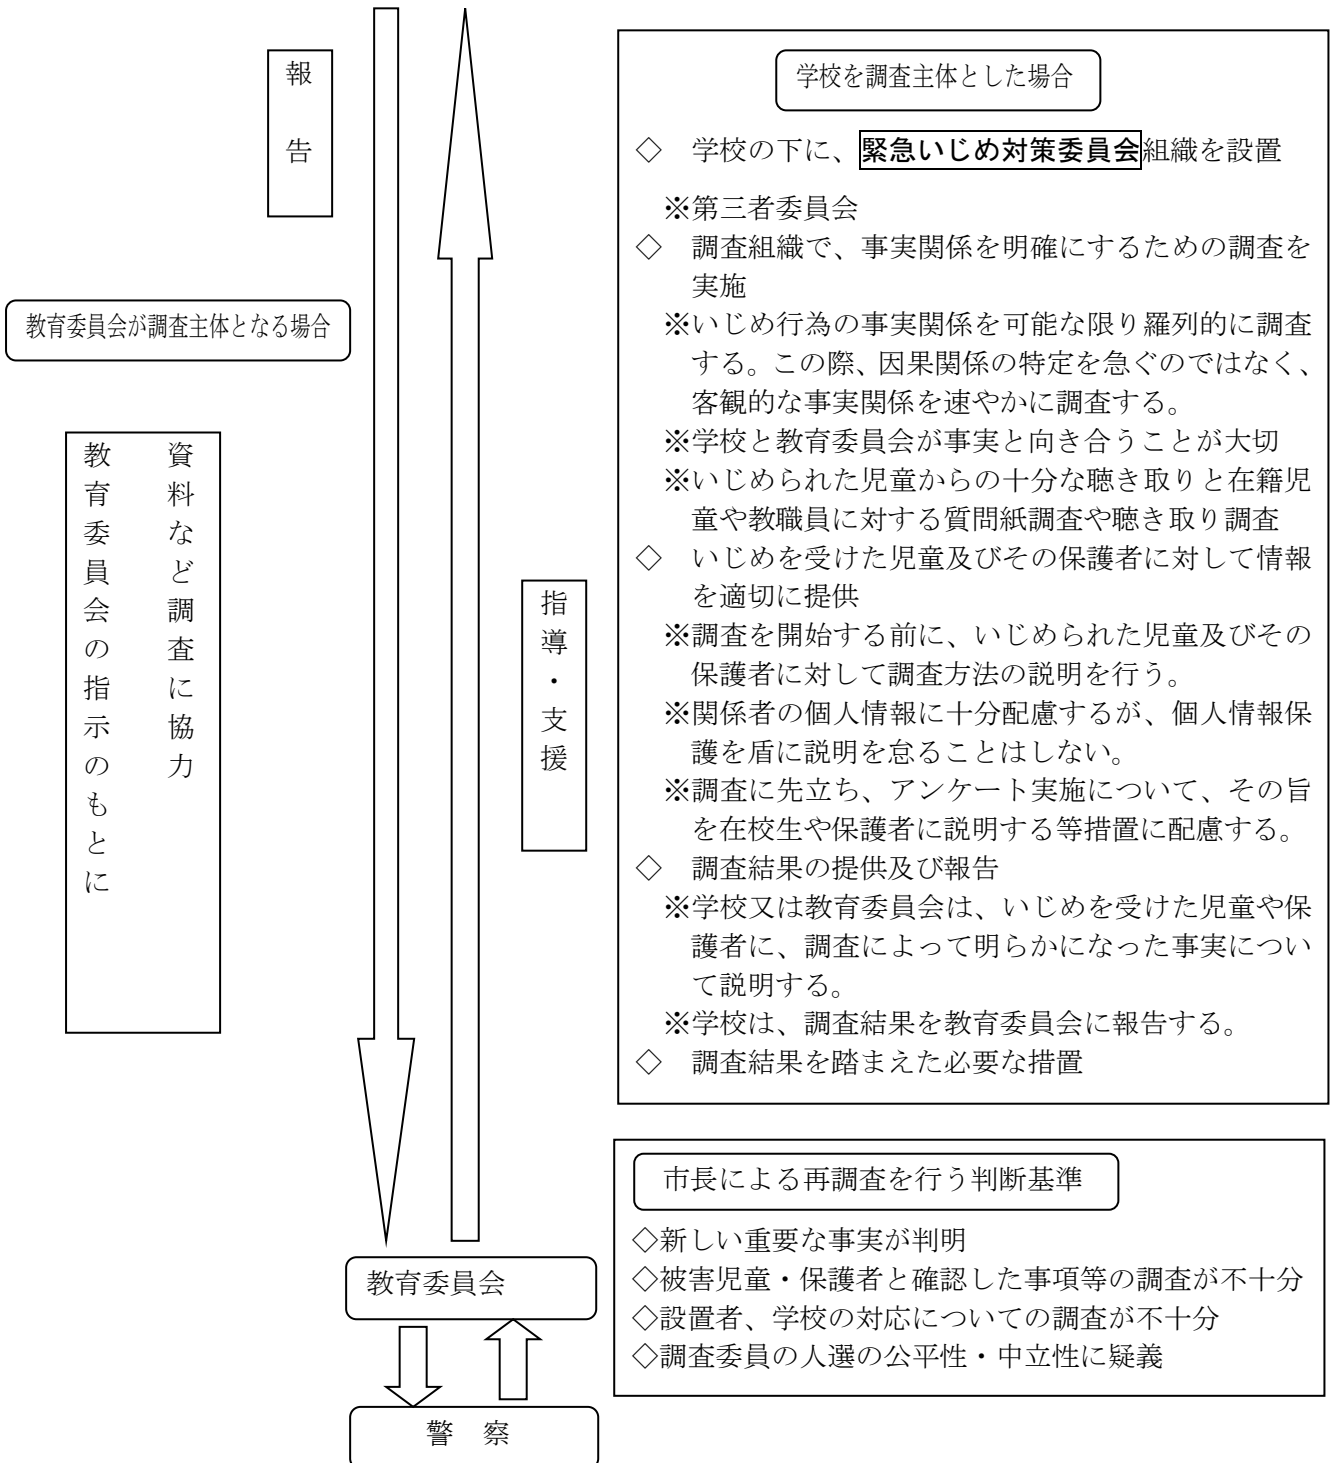 報告
教育委員会が調査主体となる場合
教育委員会の指示のもとに
資料など調査に協力
指導・支援
学校を調査主体とした場合
◇ 学校の下に、緊急いじめ対策委員会組織を設置
※第三者委員会
◇ 調査組織で、事実関係を明確にするための調査を
実施
※いじめ行為の事実関係を可能な限り羅列的に調査
する。この際、因果関係の特定を急ぐのではなく、
客観的な事実関係を速やかに調査する。
※学校と教育委員会が事実と向き合うことが大切
※いじめられた児童からの十分な聴き取りと在籍児
童や教職員に対する質問紙調査や聴き取り調査
◇ いじめを受けた児童及びその保護者に対して情報
を適切に提供
※調査を開始する前に、いじめられた児童及びその
保護者に対して調査方法の説明を行う。
※関係者の個人情報に十分配慮するが、個人情報保
護を盾に説明を怠ることはしない。
※調査に先立ち、アンケート実施について、その旨
を在校生や保護者に説明する等措置に配慮する。
◇ 調査結果の提供及び報告
※学校又は教育委員会は、いじめを受けた児童や保
護者に、調査によって明らかになった事実につい
て説明する。
※学校は、調査結果を教育委員会に報告する。
◇ 調査結果を踏まえた必要な措置
市長による再調査を行う判断基準
◇新しい重要な事実が判明
◇被害児童・保護者と確認した事項等の調査が不十分
◇設置者、学校の対応についての調査が不十分
◇調査委員の人選の公平性・中立性に疑義
教育委員会
警 察